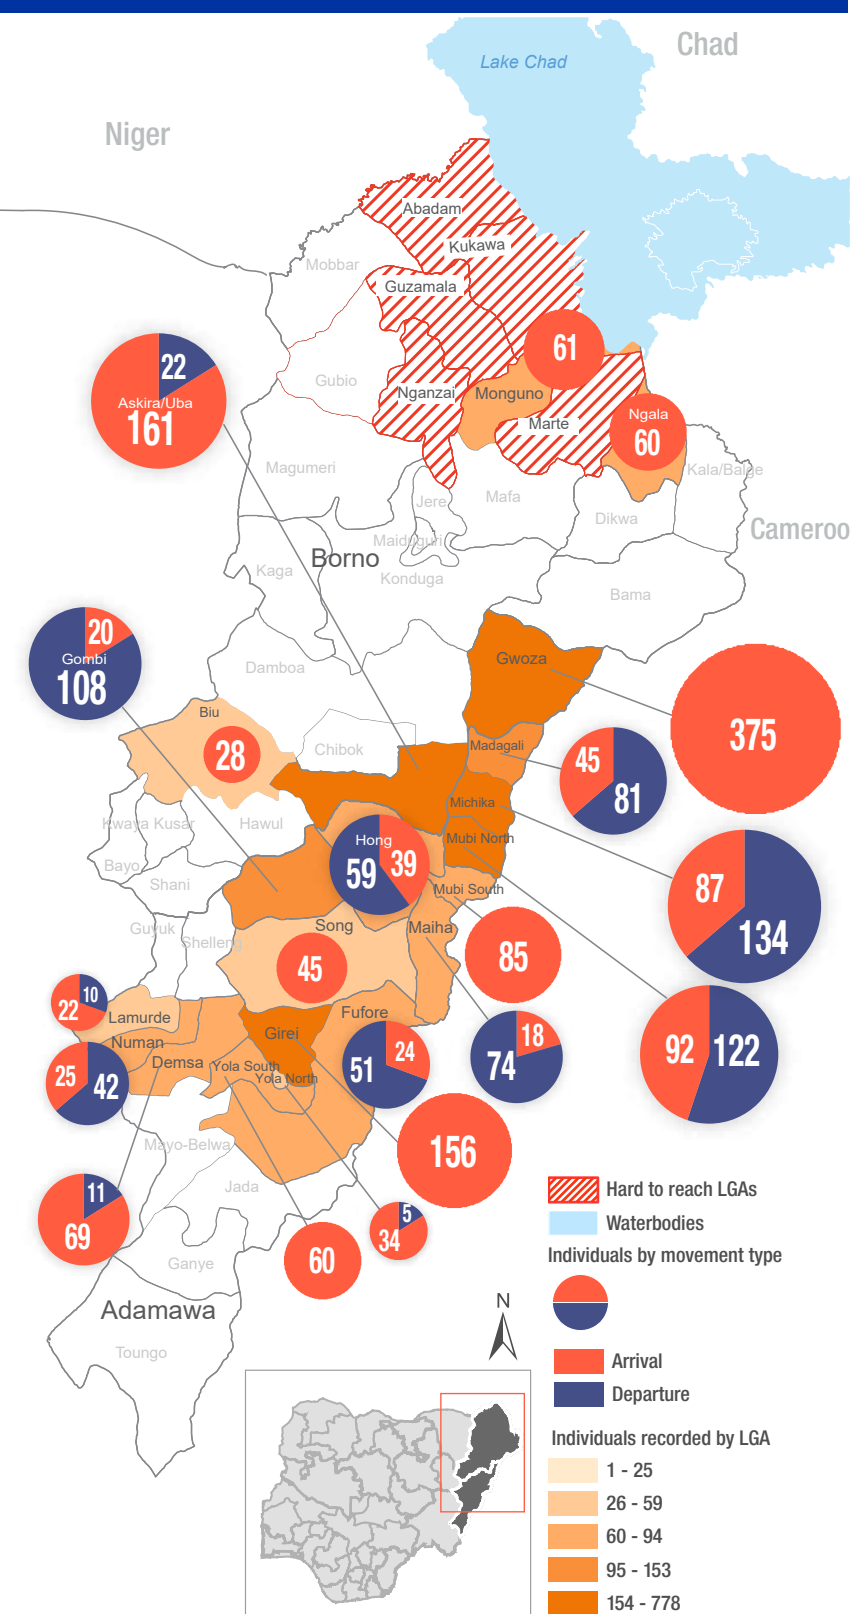 Chad
Lake Chad
Niger
Abadam
Kukawa
Mobbar
Guzamala
61
22
Askira/Uba
161
Gubio
Nganzai
Monguno
Marte
Ngala
60
Magumeri
Kala/Balge
Jere
Mafa
Dikwa
Cameroo
Maiduguri
Borno
Kaga
Konduga
Bama
20
Gombi
108
Gwoza
Damboa
Biu
28
Chibok
Madagali
375
45
81
Michika
Kwaya Kusar
Hawul
Mubi North
Hong
59
39
Bayo
Shani
Mubi South
87
134
Guyuk
Shelleng
Song
Maiha
45
85
22
10
Lamurde
Fufore
Girei
Numan
Demsa
Yola South
Yola North
51
24
74
18
92
122
25
42
Mayo-Belwa
156
Jada
11
69
5
34
60
Ganye
Adamawa
Toungo
N
Hard to reach LGAs
Waterbodies
Individuals by movement type
Arrival
Departure
Individuals recorded by LGA
1 - 25
26 - 59
60 - 94
95 - 153
154 - 778